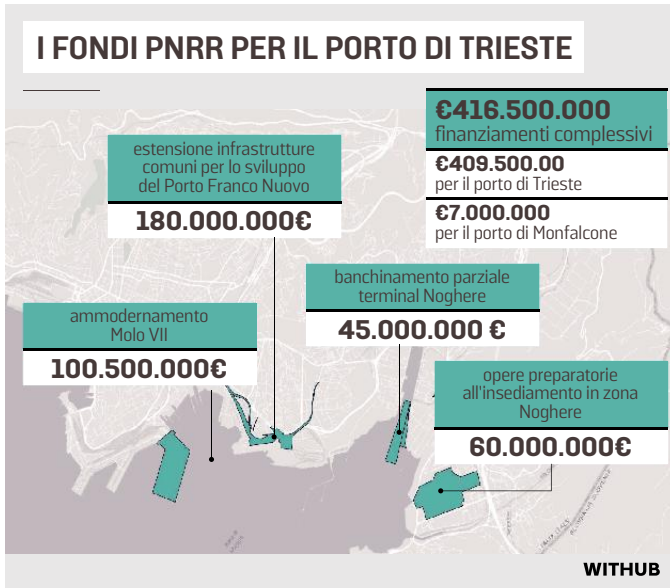 I FONDI PNRR PER IL PORTO DI TRIESTE
€416.500.000
finanziamenti complessivi
€409.500.00
per il porto di Trieste
€7.000.000
per il porto di Monfalcone
estensione infrastrutture
comuni per lo sviluppo
del Porto Franco Nuovo
180.000.000€
banchinamento parziale
terminal Noghere
45.000.000 €
ammodernamento
Molo VII
100.500.000€
opere preparatorie
all'insediamento in zona
Noghere
60.000.000€
WITHUB